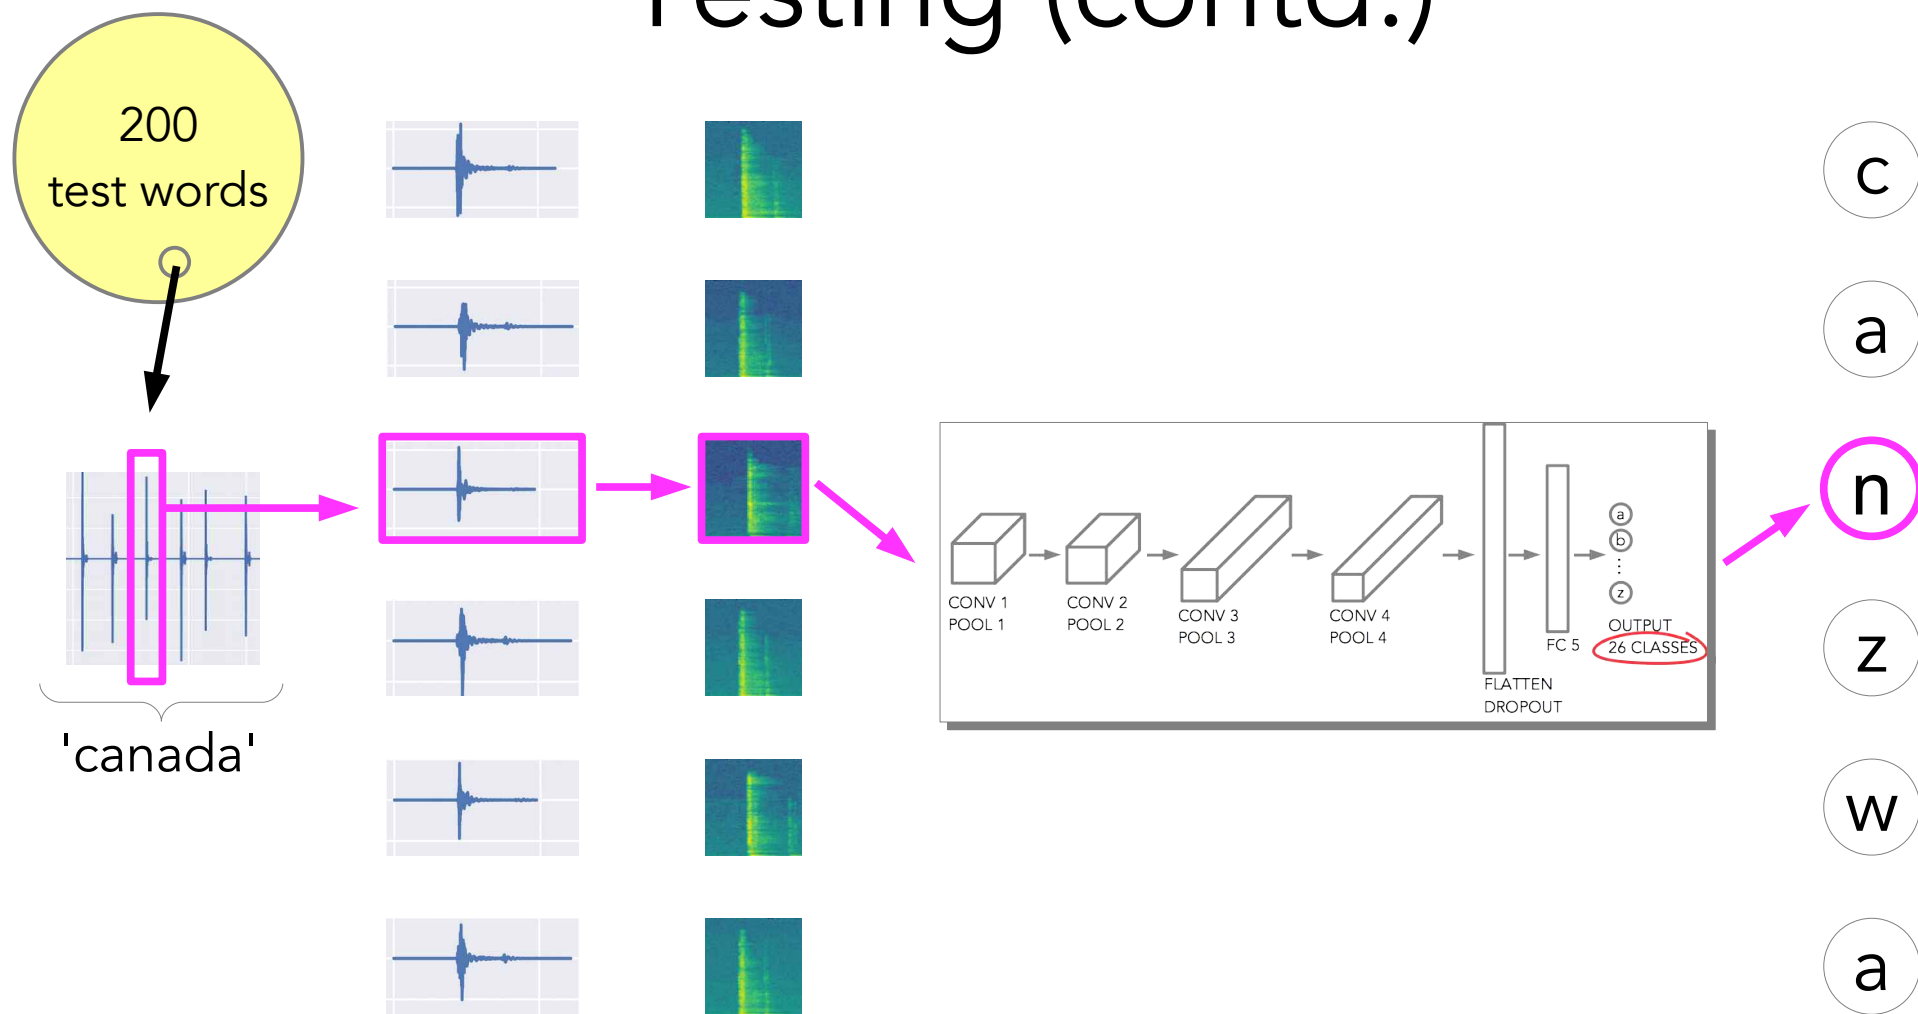 Testing (contd.)
200
test words
'canada'
CONV 1
POOL 1
CONV 2
POOL 2
CONV 3
POOL 3
CONV 4
POOL 4
FLATTEN
DROPOUT
FC 5
a
b
⋮
z
OUTPUT
26 CLASSES
c
a
n
z
w
a